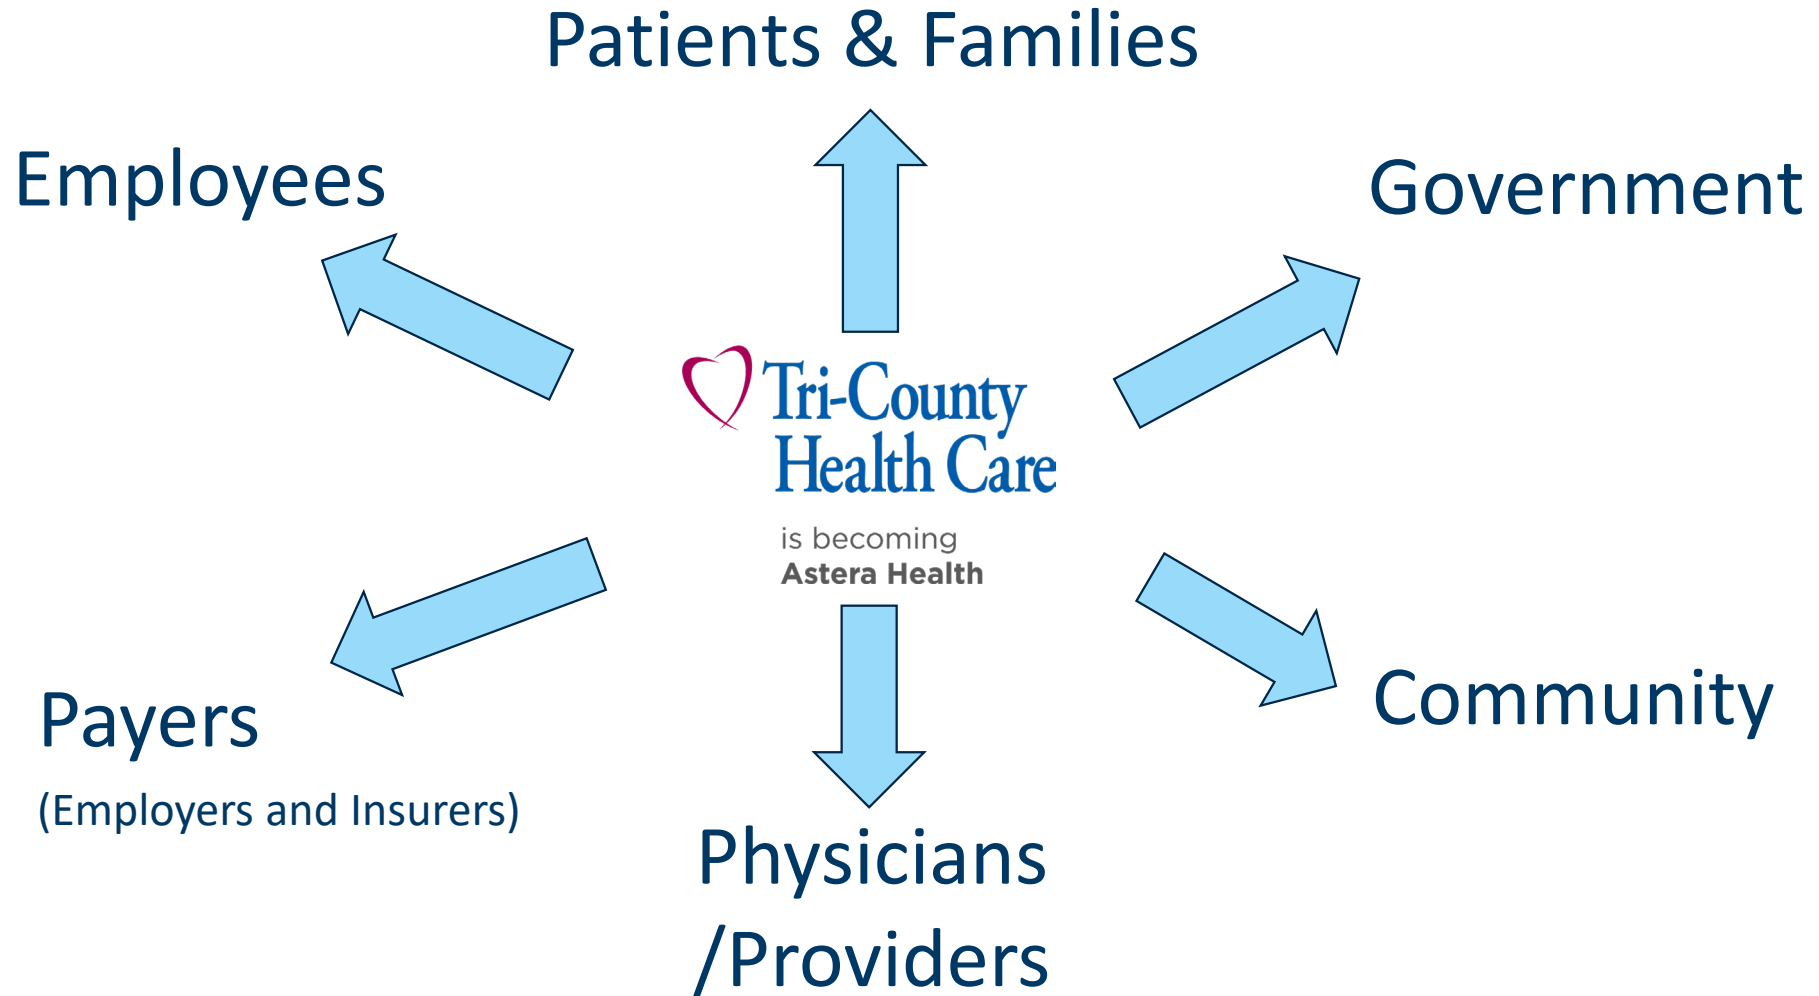 Patients & Families
Employees
Government
Tri-County
Health Care
is becoming
Astera Health
Payers
(Employers and Insurers)
Community
Physicians
/Providers